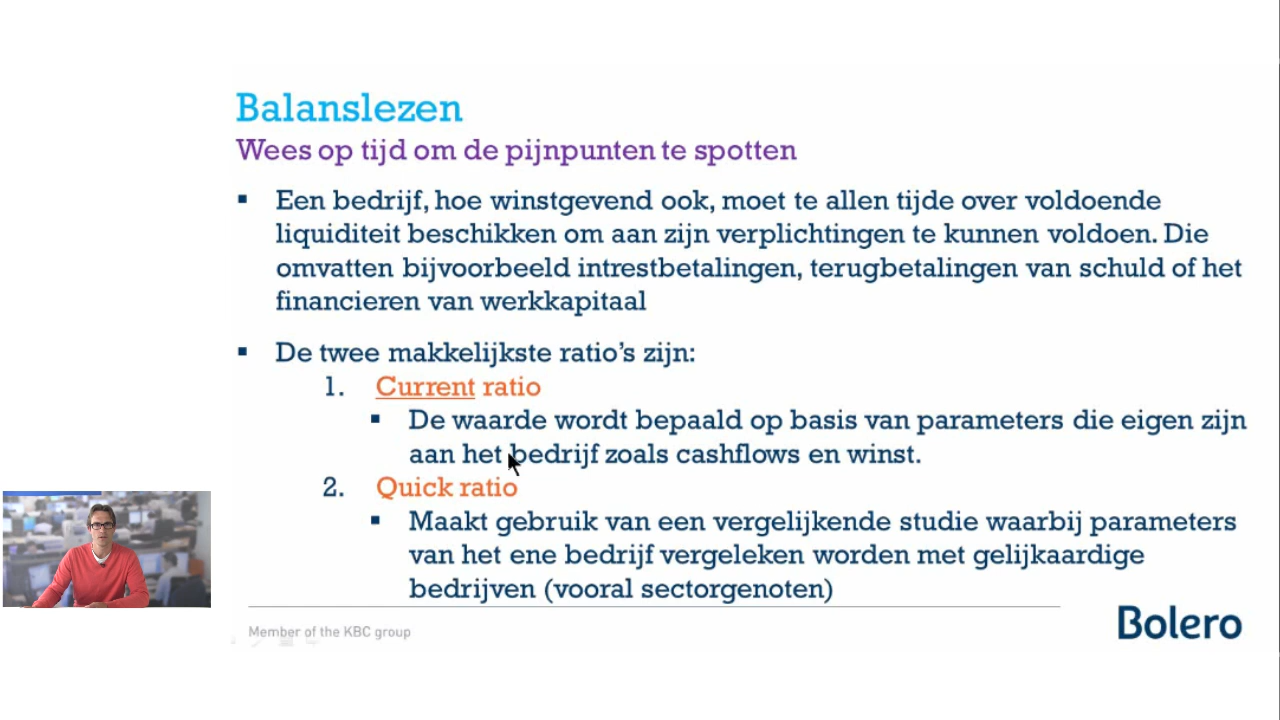 Balanslezen
Wees op tijd om de pijnpunten te spotten
▪ Een bedrijf, hoe winstgevend ook, moet te allen tijde over voldoende
liquiditeit beschikken om aan zijn verplichtingen te kunnen voldoen. Die
omvatten bijvoorbeeld intrestbetalingen, terugbetalingen van schuld of het
financieren van werkkapitaal
▪ De twee makkelijkste ratio’s zijn:
1. Current ratio
▪ De waarde wordt bepaald op basis van parameters die eigen zijn
aan het bedrijf zoals cashflows en winst.
2. Quick ratio
▪ Maakt gebruik van een vergelijkende studie waarbij parameters
van het ene bedrijf vergeleken worden met gelijkaardige
bedrijven (vooral sectorgenoten)
Member of the KBC group
Bolero